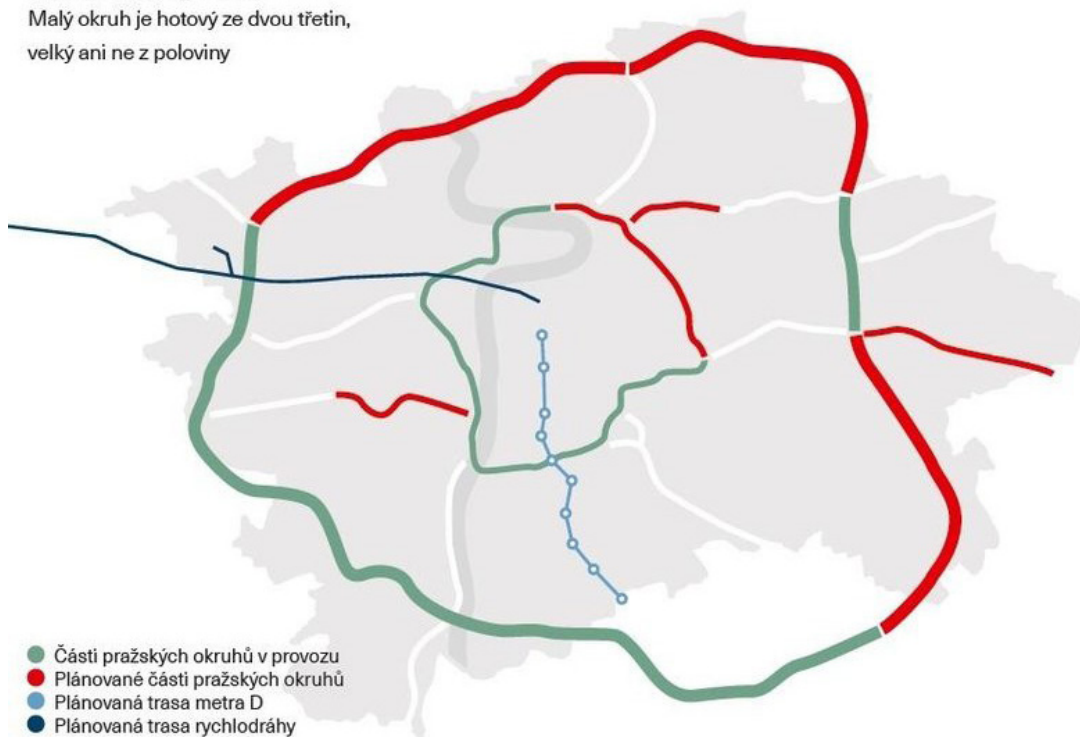 Malý okruh je hotový ze dvou třetin,
velký ani ne z poloviny
Části pražských okruhů v provozu
Plánované části pražských okruhů
Plánovaná trasa metra D
Plánovaná trasa rychlodráhy